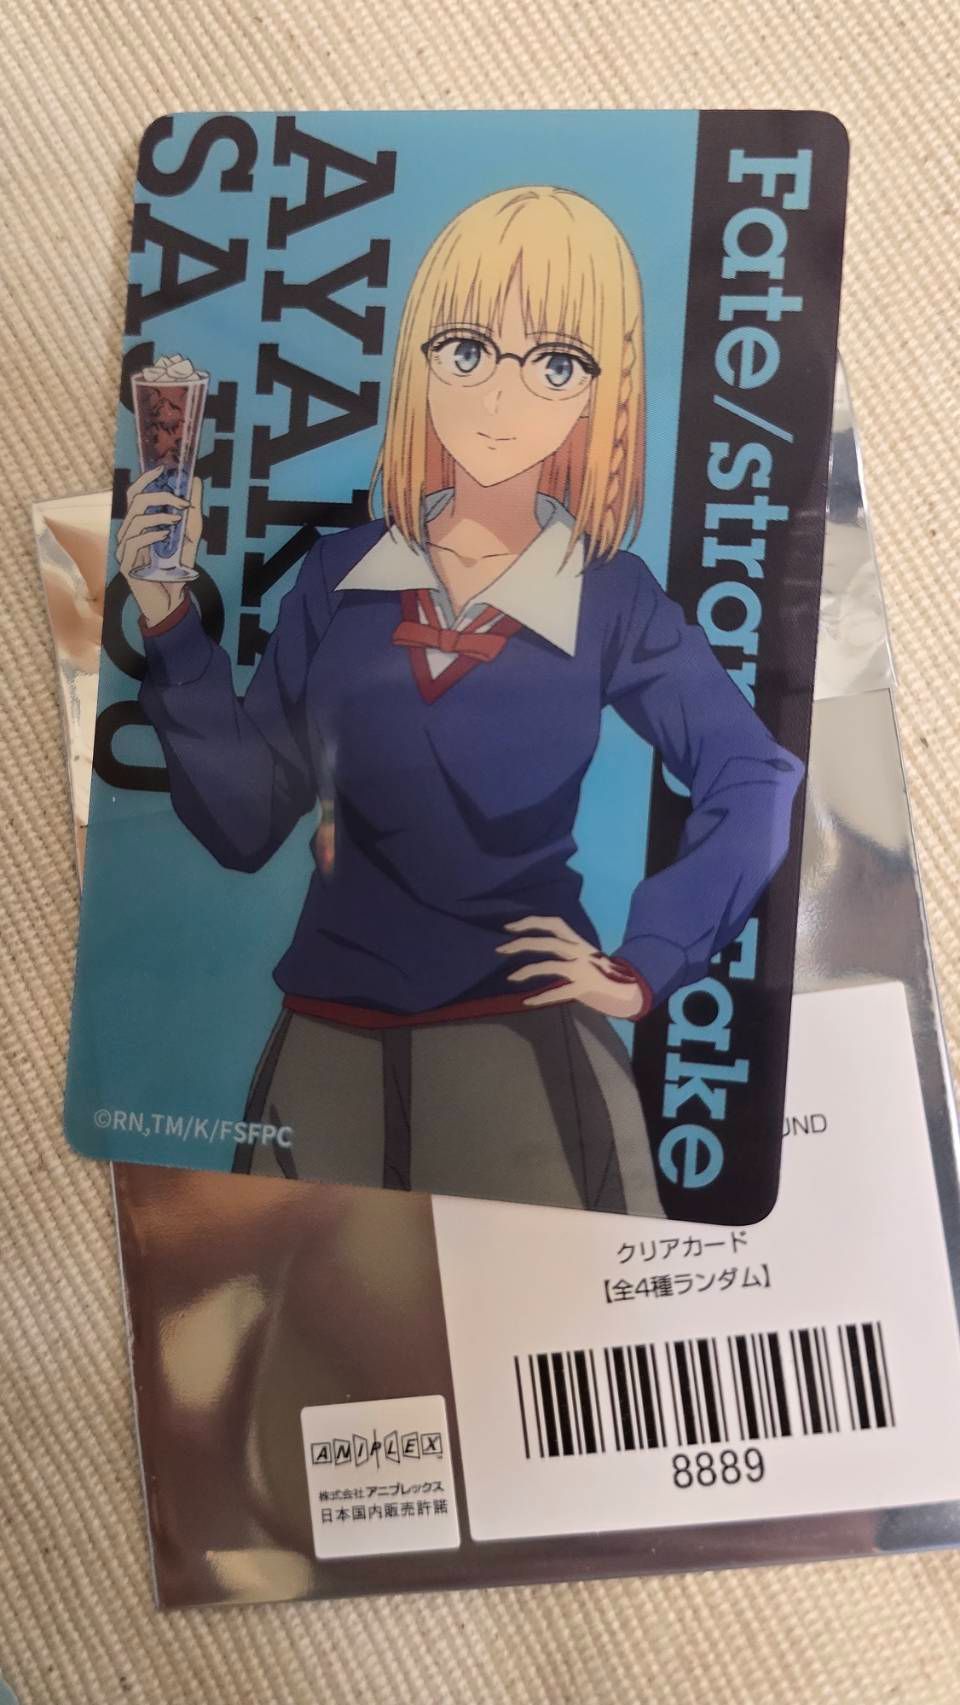 AYAKA
SAJYOU
Fate/strange Fake
©RN,TM/K/FSFPC
クリアカード
【全4種ランダム】
8889
ANIPLEX
株式会社アニプレックス
日本国内販売許諾